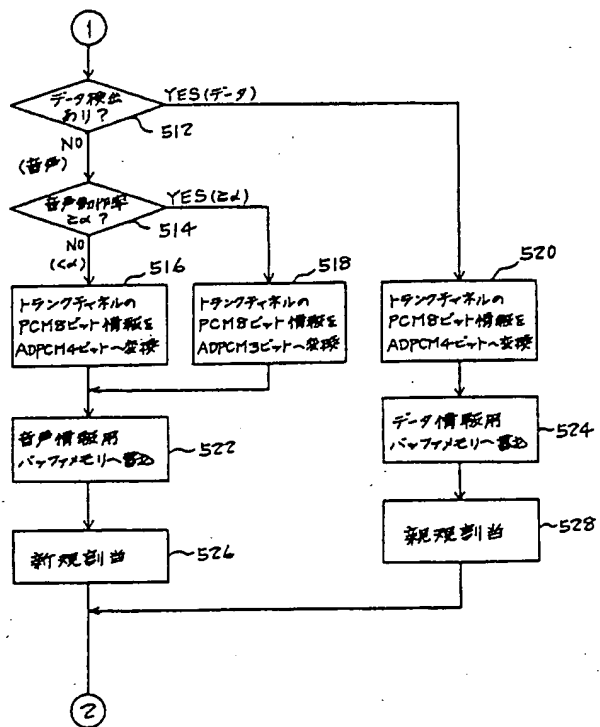 1
データ検出
あり?
YES(データ)
512
NO
(音声)
音声動作率
≧α?
YES(≧α)
514
NO
(<α)
516
518
520
トランクチャネルの
PCM8ビット情報を
ADPCM4ビットへ変換
トランクチャネルの
PCM8ビット情報を
ADPCM3ビットへ変換
トランクチャネルの
PCM8ビット情報を
ADPCM4ビットへ変換
音声情報用
バッファメモリへ書込
522
データ情報用
バッファメモリへ書込
524
新規割当
526
新規割当
528
2